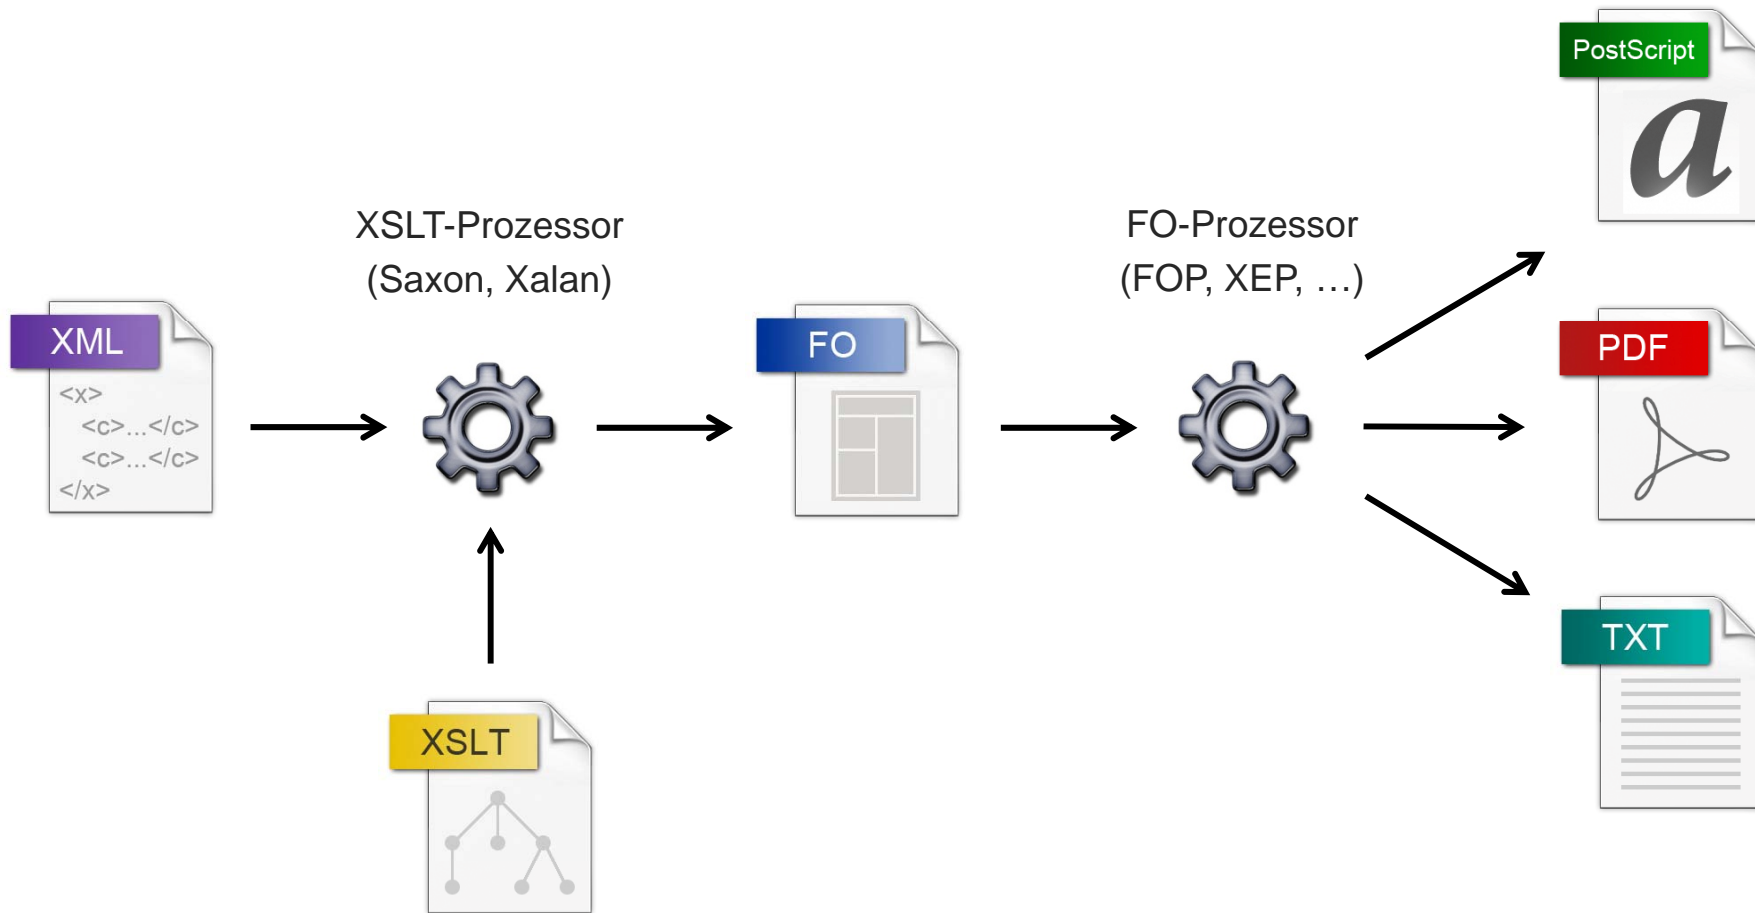 PostScript
a
XSLT-Prozessor
(Saxon, Xalan)
FO-Prozessor
(FOP, XEP, …)
XML
<x>
<c>...</c>
<c>...</c>
</x>
FO
PDF
TXT
XSLT